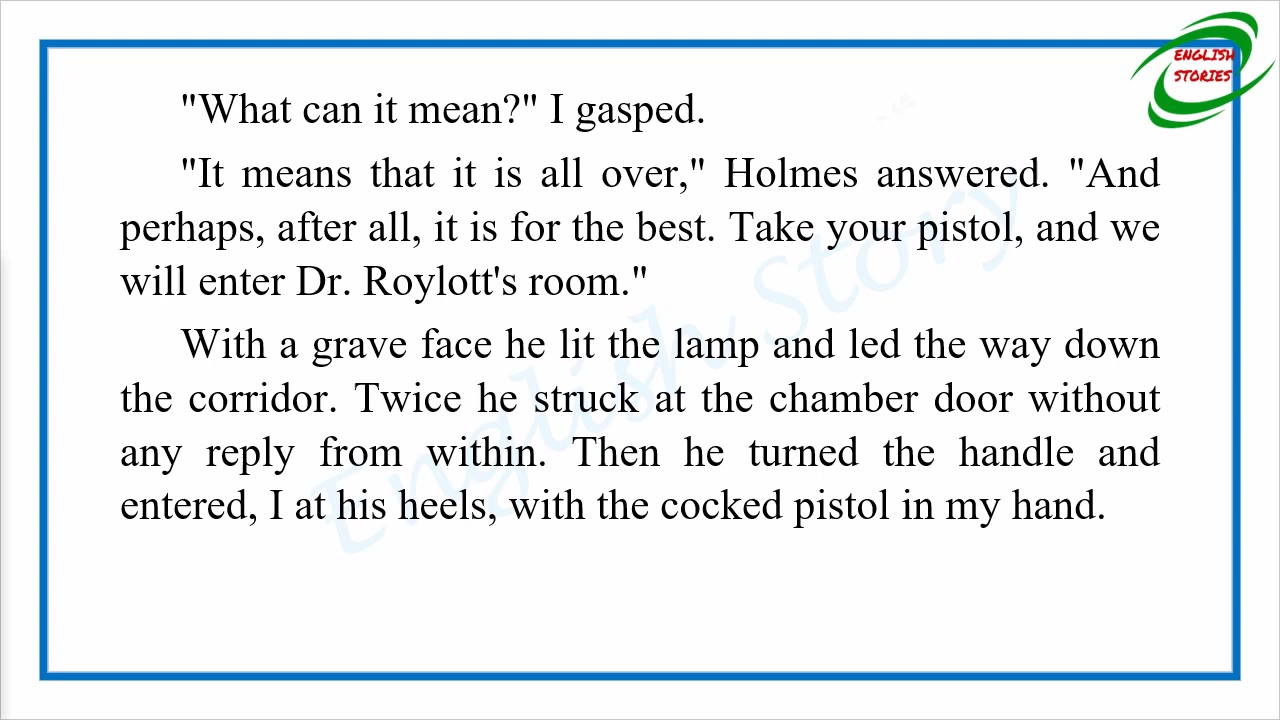 ENGLISH
STORIES
"What can it mean?" I gasped.
"It means that it is all over," Holmes answered. "And
perhaps, after all, it is for the best. Take your pistol, and we
will enter Dr. Roylott's room."
With a grave face he lit the lamp and led the way down
the corridor. Twice he struck at the chamber door without
any reply from within. Then he turned the handle and
entered, I at his heels, with the cocked pistol in my hand.
English Story